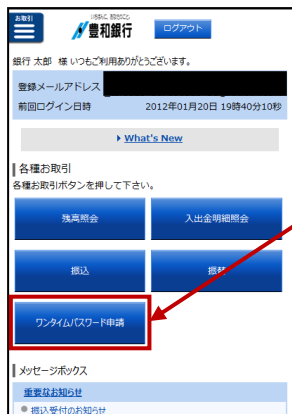 お取引
いちばん、あなたの心に
豊和銀行
ログアウト
銀行 太郎 様 いつもご利用ありがとうございます。
登録メールアドレス
前回ログイン日時 2012年01月20日 19時40分10秒
What's New
各種お取引
各種お取引ボタンを押して下さい。
残高照会
入出金明細照会
振込
振替
ワンタイムパスワード申請
メッセージボックス
重要なお知らせ
振込受付のお知らせ